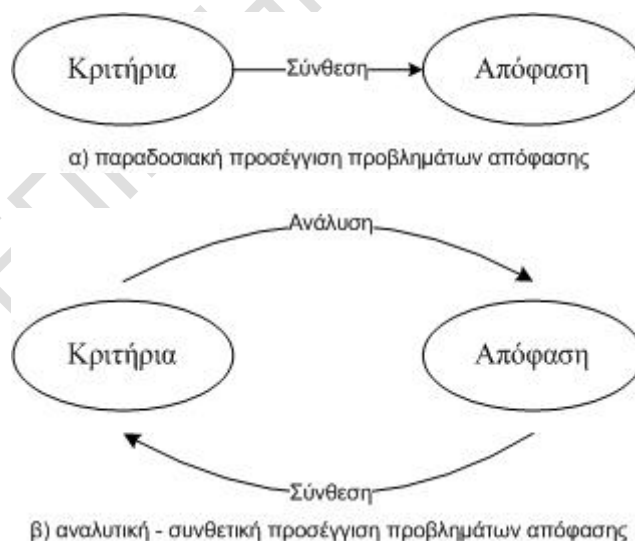 Κριτήρια Σύνθεση Απόφαση
α) παραδοσιακή προσέγγιση προβλημάτων απόφασης
Ανάλυση
Κριτήρια Απόφαση
Σύνθεση
β) αναλυτική - συνθετική προσέγγιση προβλημάτων απόφασης